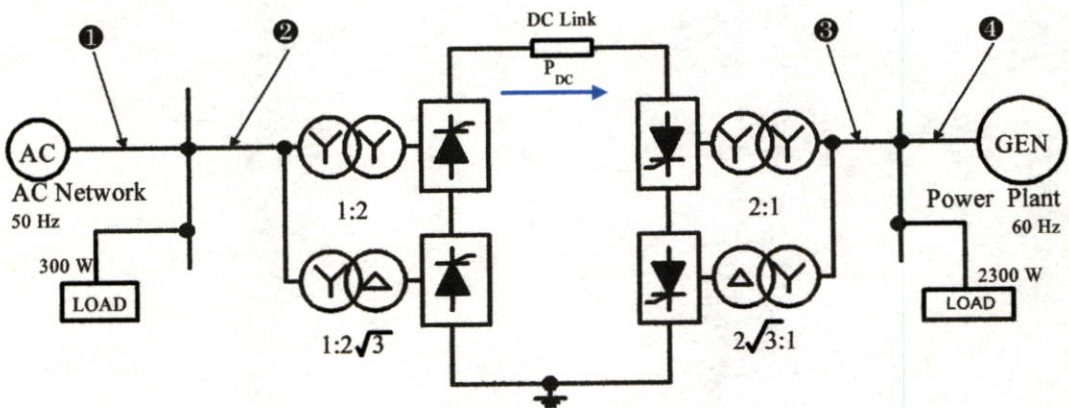 DC Link
❶
❷
❸
❹
P DC
AC
GEN
AC Network
50 Hz
Power Plant
60 Hz
1:2
2:1
300 W
LOAD
2300 W
LOAD
1:2√3
2√3:1